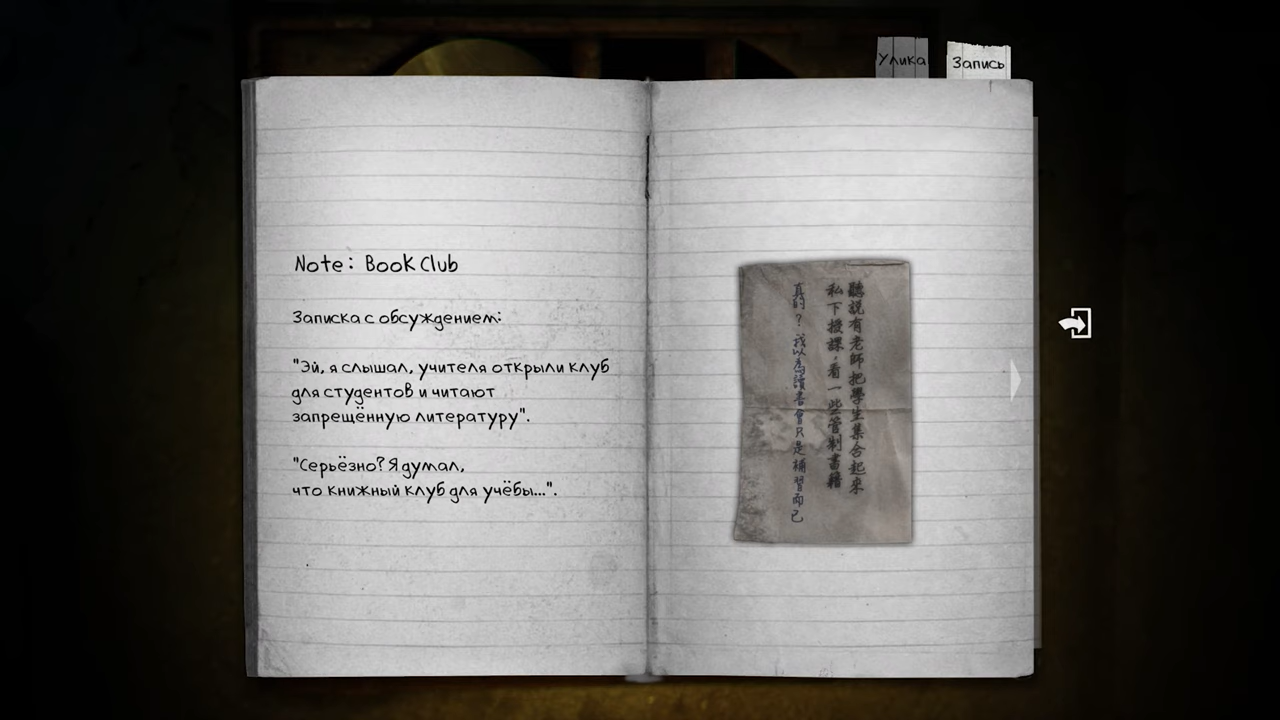 Улика
Запись
Note: Book Club
Записка с обсуждением:
"Эй, я слышал, учителя открыли клуб
для студентов и читают
запрещённую литературу".
"Серьёзно? Я думал,
что книжный клуб для учёбы...".
聽説有老師把學生集合起來
私下授課，看一些管制書籍
真的？我以為讀書會只是補習而已